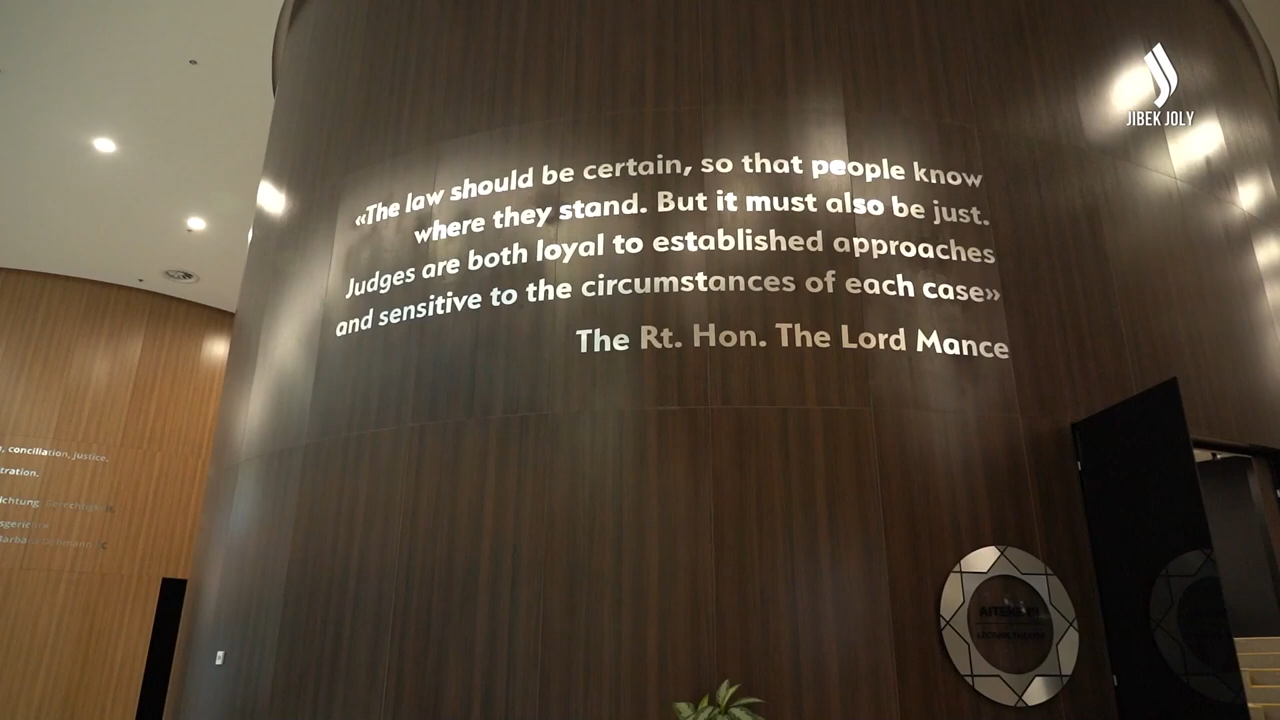 JIBEK JOLY
«The law should be certain, so that people know
where they stand. But it must also be just.
Judges are both loyal to established approaches
and sensitive to the circumstances of each case»
The Rt. Hon. The Lord Mance
conciliation, justice.